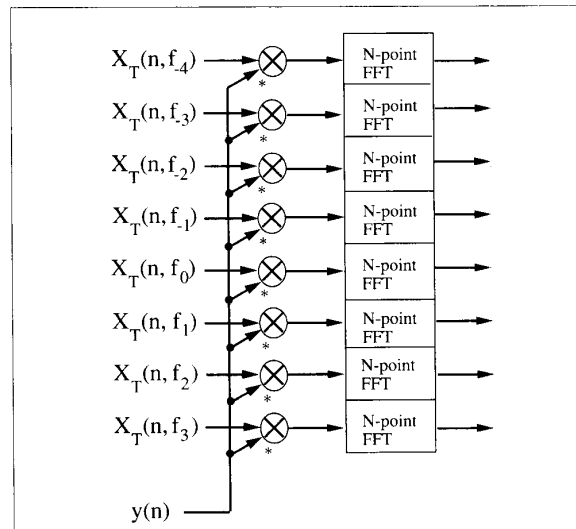 X_T(n, f_-4) N-point
* FFT
X_T(n, f_-3) N-point
* FFT
X_T(n, f_-2) N-point
* FFT
X_T(n, f_-1) N-point
* FFT
X_T(n, f_0) N-point
* FFT
X_T(n, f_1) N-point
* FFT
X_T(n, f_2) N-point
* FFT
X_T(n, f_3) N-point
* FFT
y(n)